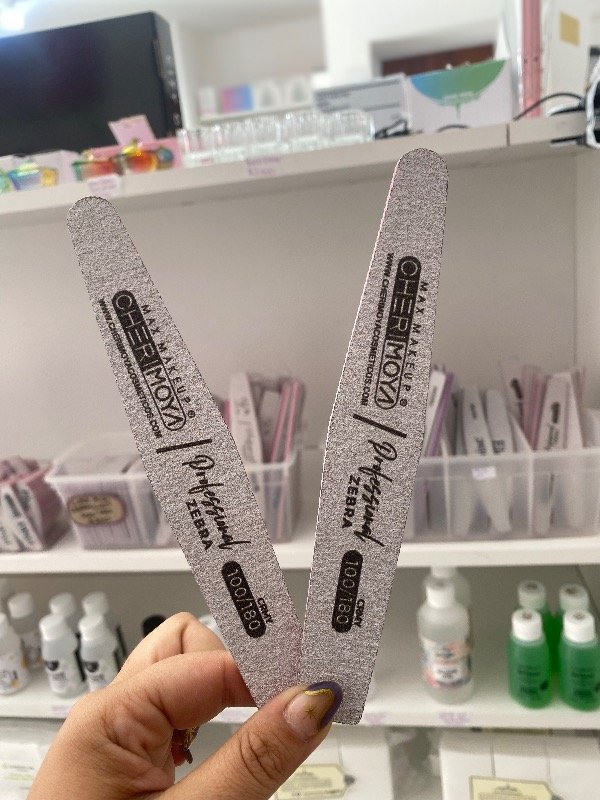 MAX MAKEUP ®
CHERIMOYA
WWW.CHERIMOYACOSMETICOS.COM
Professional
ZEBRA
100/180
GRAY
MAX MAKEUP ®
CHERIMOYA
WWW.CHERIMOYACOSMETICOS.COM
Professional
ZEBRA
100/180
GRAY